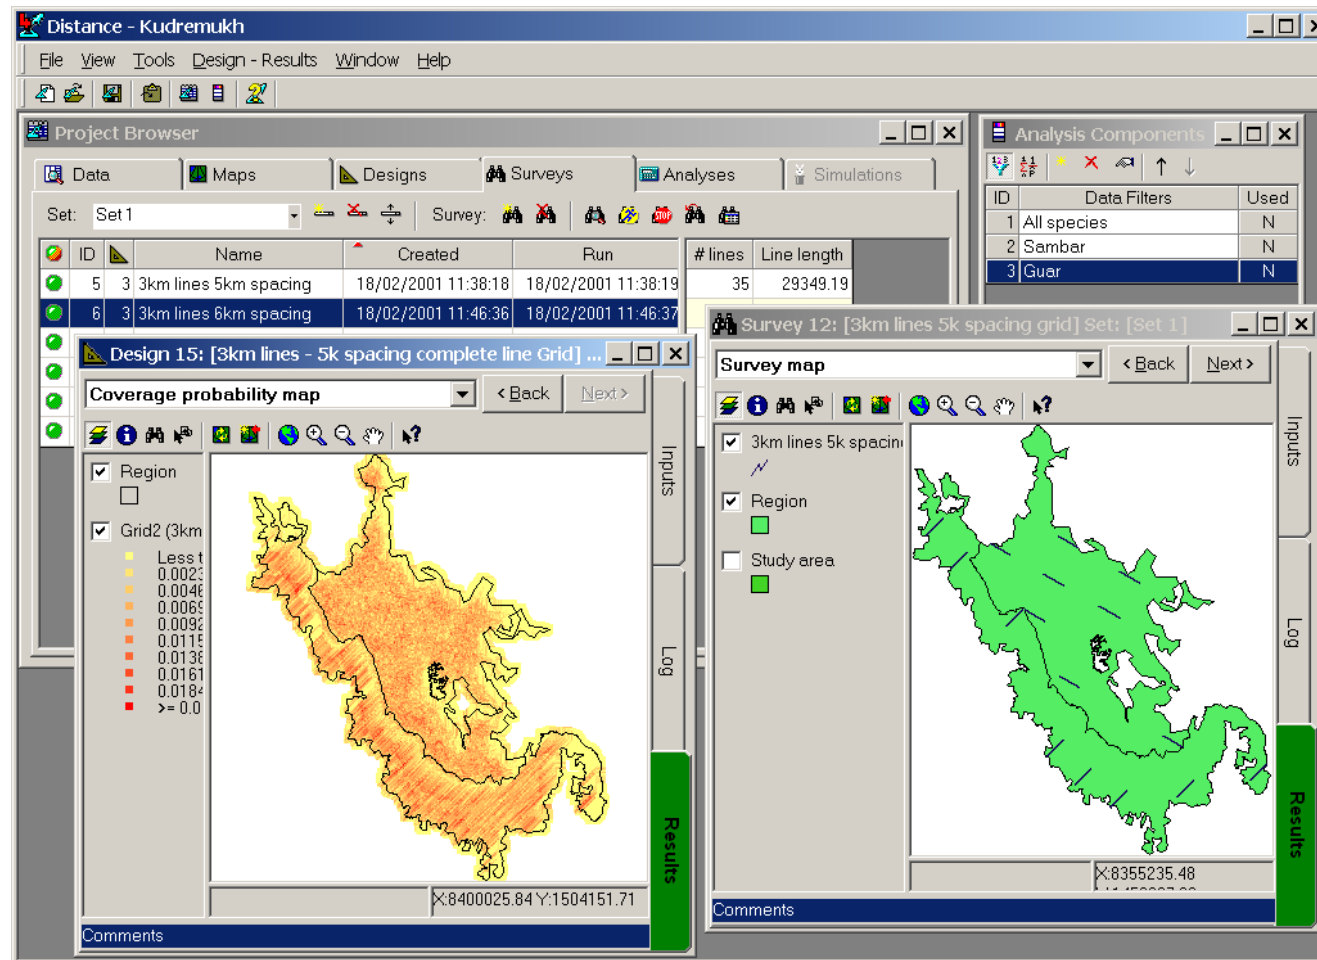 Distance - Kudremukh
File View Tools Design - Results Window Help
Project Browser
Data Maps Designs Surveys Analyses Simulations
Set: Set 1 Survey:
ID Name Created Run # lines Line length
5 3 3km lines 5km spacing 18/02/2001 11:38:18 18/02/2001 11:38:19 35 29349.19
6 3 3km lines 6km spacing 18/02/2001 11:46:36 18/02/2001 11:46:37
Analysis Components
ID Data Filters Used
1 All species N
2 Sambar N
3 Guar N
Design 15: [3km lines - 5k spacing complete line Grid] ...
Coverage probability map
< Back Next >
Region
Grid2 (3km
Less t
0.0023
0.0046
0.0069
0.0092
0.0115
0.0138
0.0161
0.0184
>= 0.0
X:8400025.84 Y:1504151.71
Comments
Inputs
Log
Results
Survey 12: [3km lines 5k spacing grid] Set: [Set 1]
Survey map
< Back Next >
3km lines 5k spacin
Region
Study area
X:8355235.48
Comments
Inputs
Log
Results